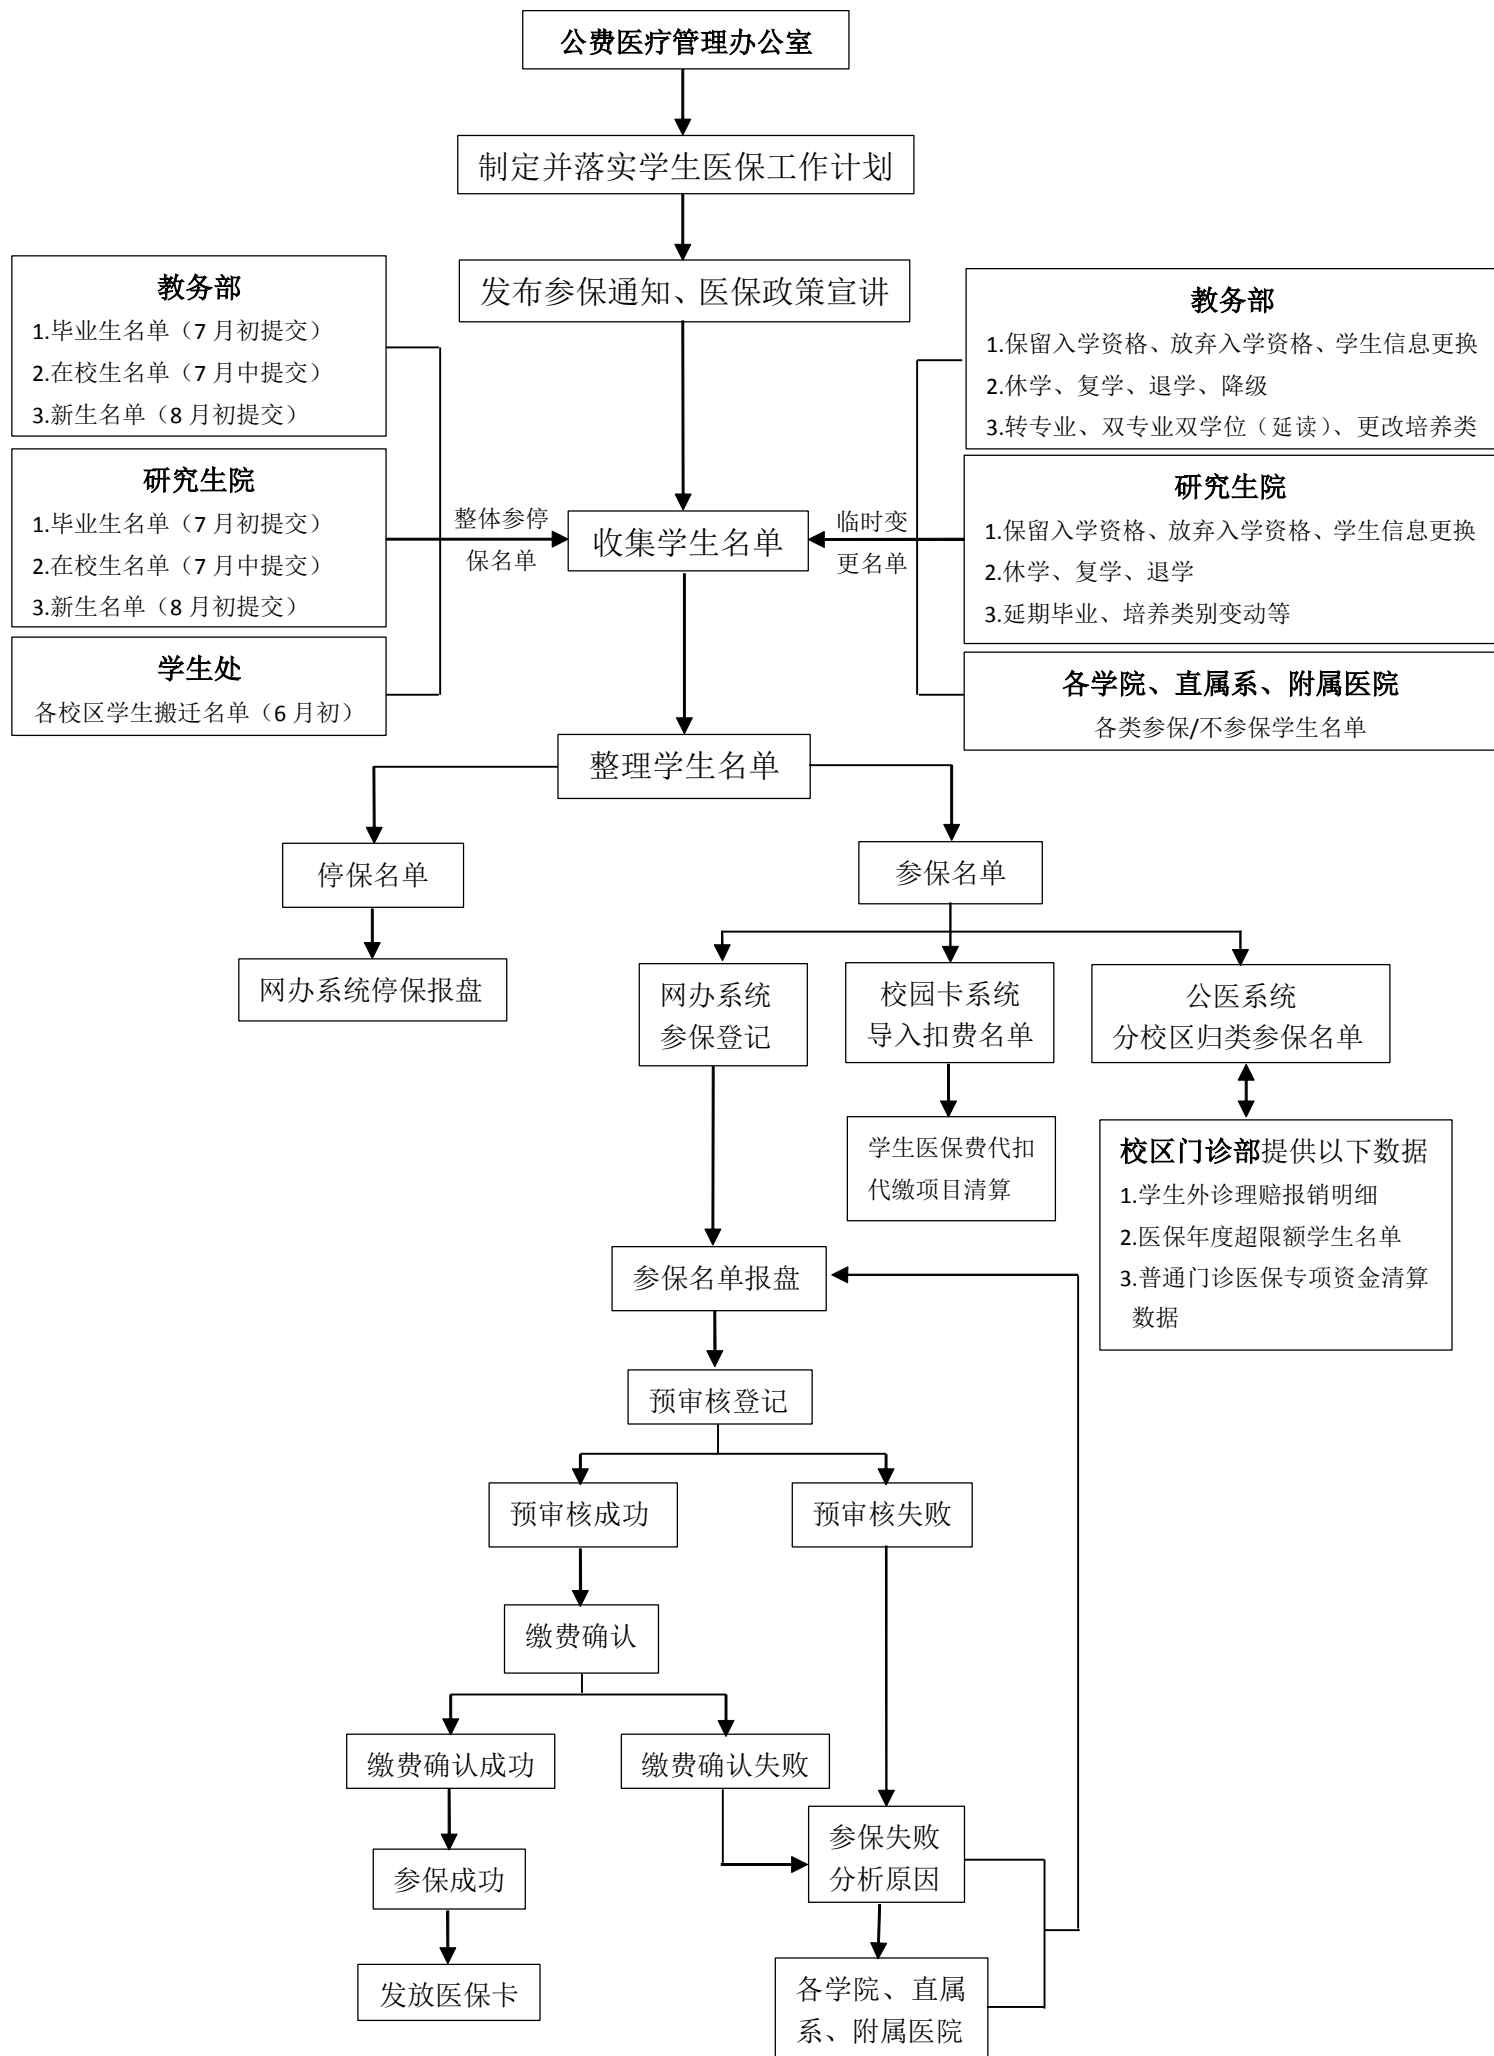 公费医疗管理办公室
制定并落实学生医保工作计划
发布参保通知、医保政策宣讲
教务部
1.毕业生名单（7 月初提交）
2.在校生名单（7 月中提交）
3.新生名单（8 月初提交）
研究生院
1.毕业生名单（7 月初提交）
2.在校生名单（7 月中提交）
3.新生名单（8 月初提交）
学生处
各校区学生搬迁名单（6 月初）
整体参停
保名单
收集学生名单
临时变
更名单
教务部
1.保留入学资格、放弃入学资格、学生信息更换
2.休学、复学、退学、降级
3.转专业、双专业双学位（延读）、更改培养类
研究生院
1.保留入学资格、放弃入学资格、学生信息更换
2.休学、复学、退学
3.延期毕业、培养类别变动等
各学院、直属系、附属医院
各类参保/不参保学生名单
整理学生名单
停保名单
参保名单
网办系统停保报盘
网办系统
参保登记
校园卡系统
导入扣费名单
公医系统
分校区归类参保名单
学生医保费代扣
代缴项目清算
校区门诊部提供以下数据
1.学生外诊理赔报销明细
2.医保年度超限额学生名单
3.普通门诊医保专项资金清算
数据
参保名单报盘
预审核登记
预审核成功
预审核失败
缴费确认
缴费确认成功
缴费确认失败
参保失败
分析原因
参保成功
发放医保卡
各学院、直属
系、附属医院